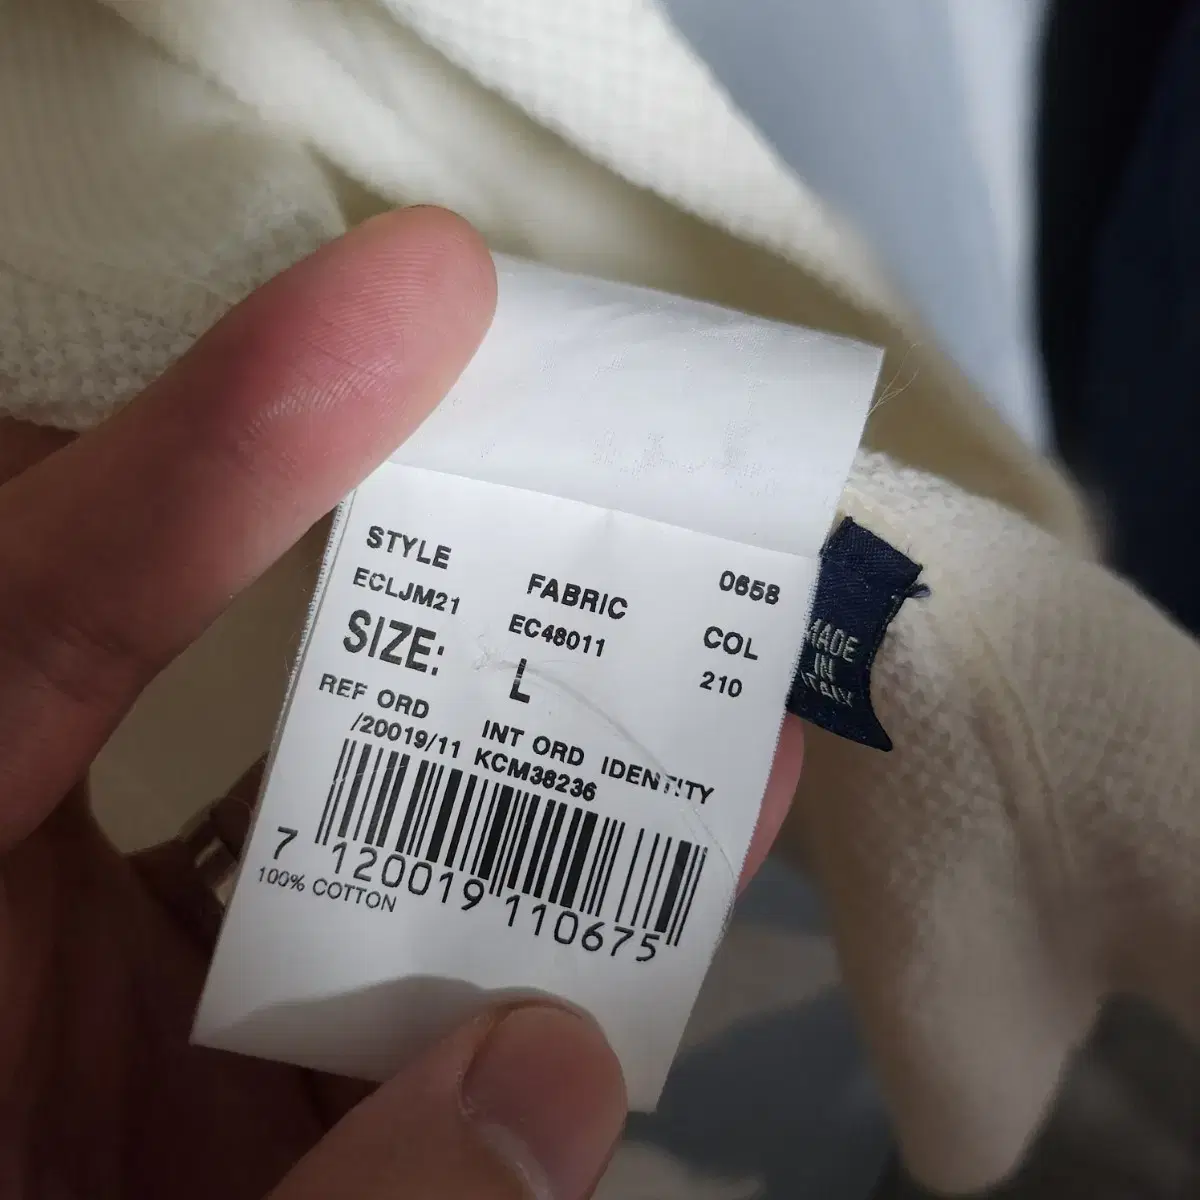 STYLE FABRIC 0658
ECLJM21 EC48011 COL
SIZE: L 210
REF ORD INT ORD IDENTITY
/20019/11 KCM38236
7 120019 110675
100% COTTON
MADE
IN
ITALY